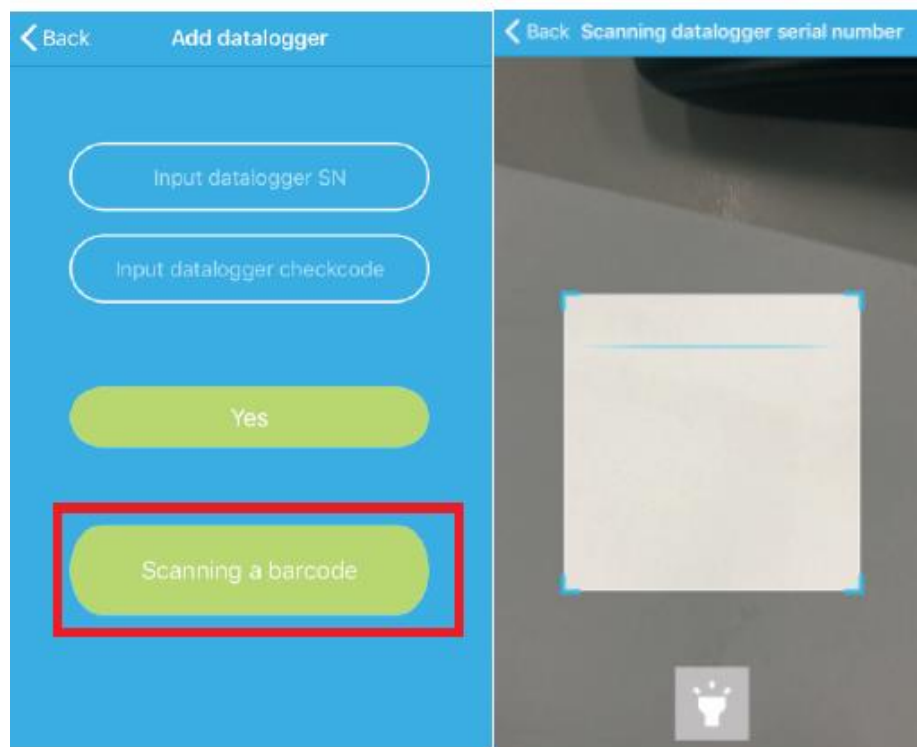 Back Add datalogger
Input datalogger SN
Input datalogger checkcode
Yes
Scanning a barcode
Back Scanning datalogger serial number